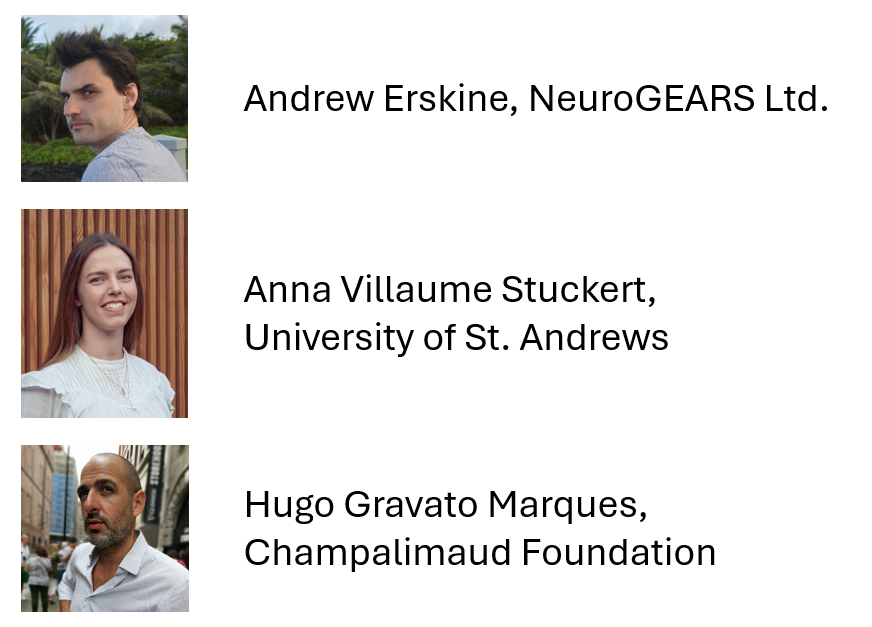 Andrew Erskine, NeuroGEARS Ltd.
Anna Villaume Stuckert,
University of St. Andrews
Hugo Gravato Marques,
Champalimaud Foundation